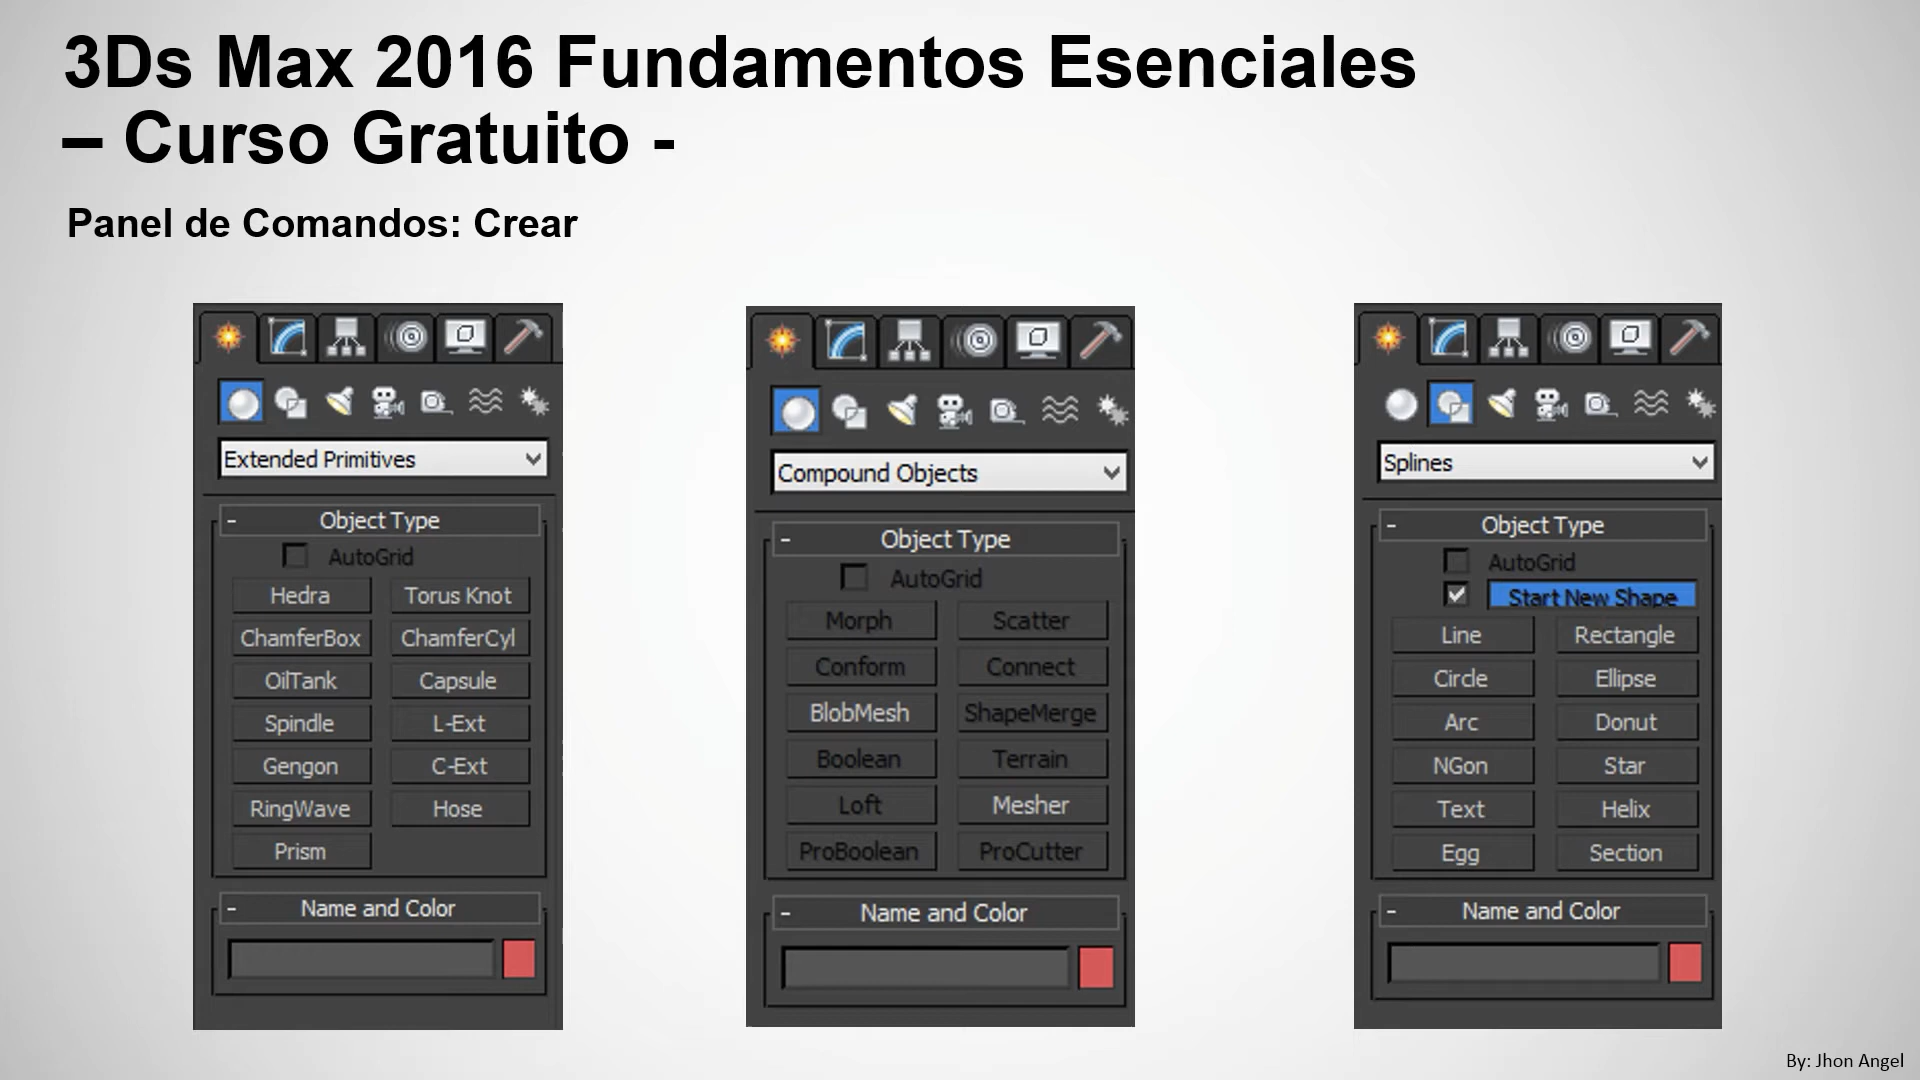 3Ds Max 2016 Fundamentos Esenciales
– Curso Gratuito -
Panel de Comandos: Crear
Extended Primitives
- Object Type
AutoGrid
Hedra Torus Knot
ChamferBox ChamferCyl
OilTank Capsule
Spindle L-Ext
Gengon C-Ext
RingWave Hose
Prism
- Name and Color
Compound Objects
- Object Type
AutoGrid
Morph Scatter
Conform Connect
BlobMesh ShapeMerge
Boolean Terrain
Loft Mesher
ProBoolean ProCutter
- Name and Color
Splines
- Object Type
AutoGrid
Start New Shape
Line Rectangle
Circle Ellipse
Arc Donut
NGon Star
Text Helix
Egg Section
- Name and Color
By: Jhon Angel